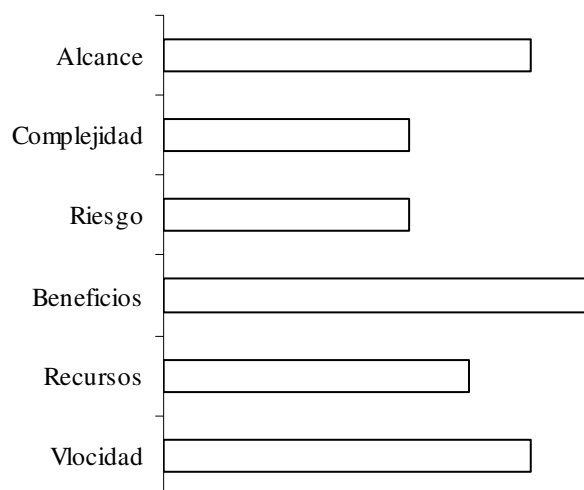 Alcance
Complejidad
Riesgo
Beneficios
Recursos
Vlocidad